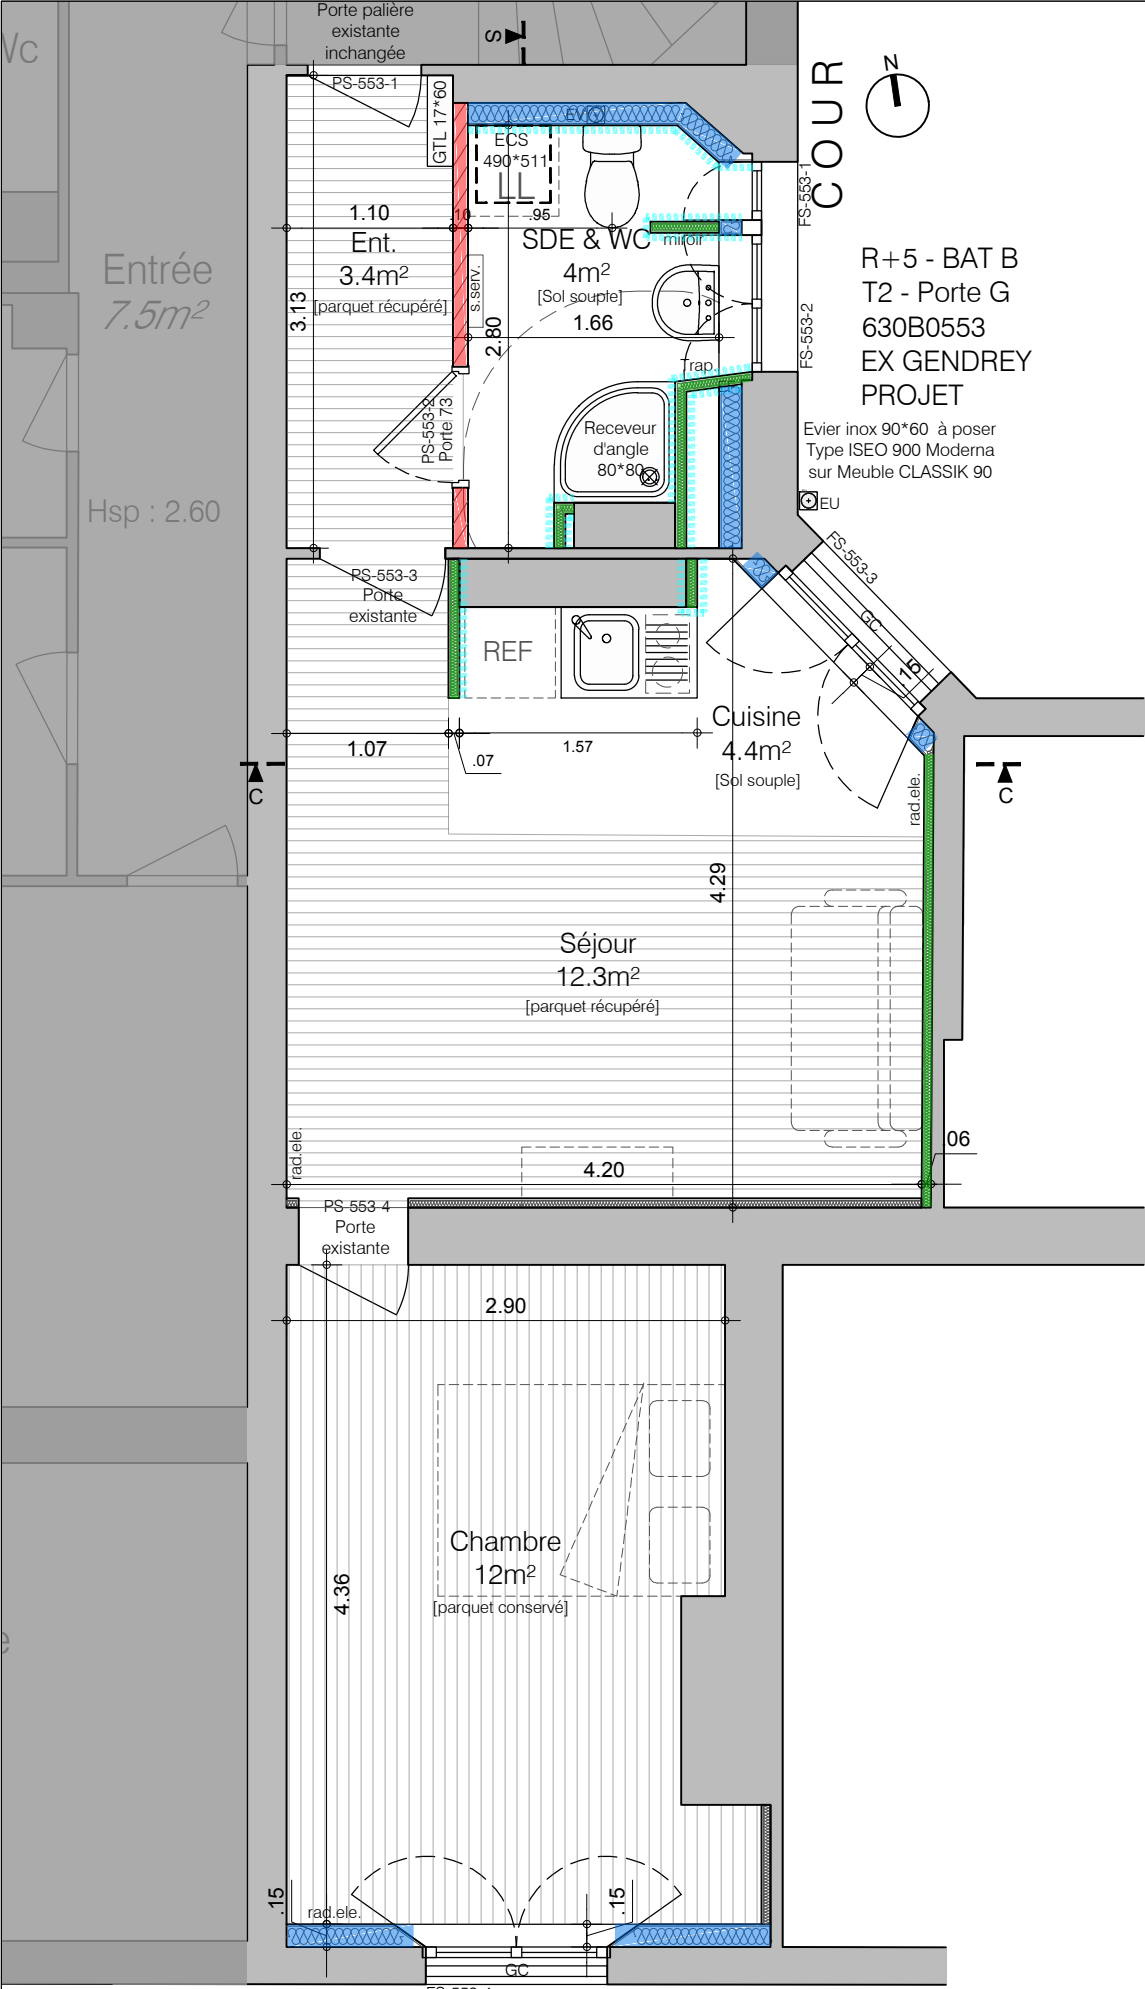 Porte palière
existante
inchangée
S
Wc
PS-553-1
GTL 17*60
EV
ECS
490*511
LL
COUR
N
FS-553-1
1.10
.10
.95
Ent.
3.4m²
[parquet récupéré]
3.13
SDE & WC
4m²
[Sol souple]
miroir
s.serv.
1.66
2.80
Trap.
FS-553-2
Entrée
7.5m²
Hsp : 2.60
R+5 - BAT B
T2 - Porte G
630B0553
EX GENDREY
PROJET
Evier inox 90*60 à poser
Type ISEO 900 Moderna
sur Meuble CLASSIK 90
EU
PS-553-2
Porte 73
Receveur
d'angle
80*80
FS-553-3
GC
.15
PS-553-3
Porte
existante
REF
Cuisine
4.4m²
[Sol souple]
1.07
.07
1.57
C
C
rad.ele.
4.29
Séjour
12.3m²
[parquet récupéré]
rad.ele.
4.20
.06
PS-553-4
Porte
existante
2.90
Chambre
12m²
[parquet conservé]
4.36
.15
rad.ele.
.15
GC